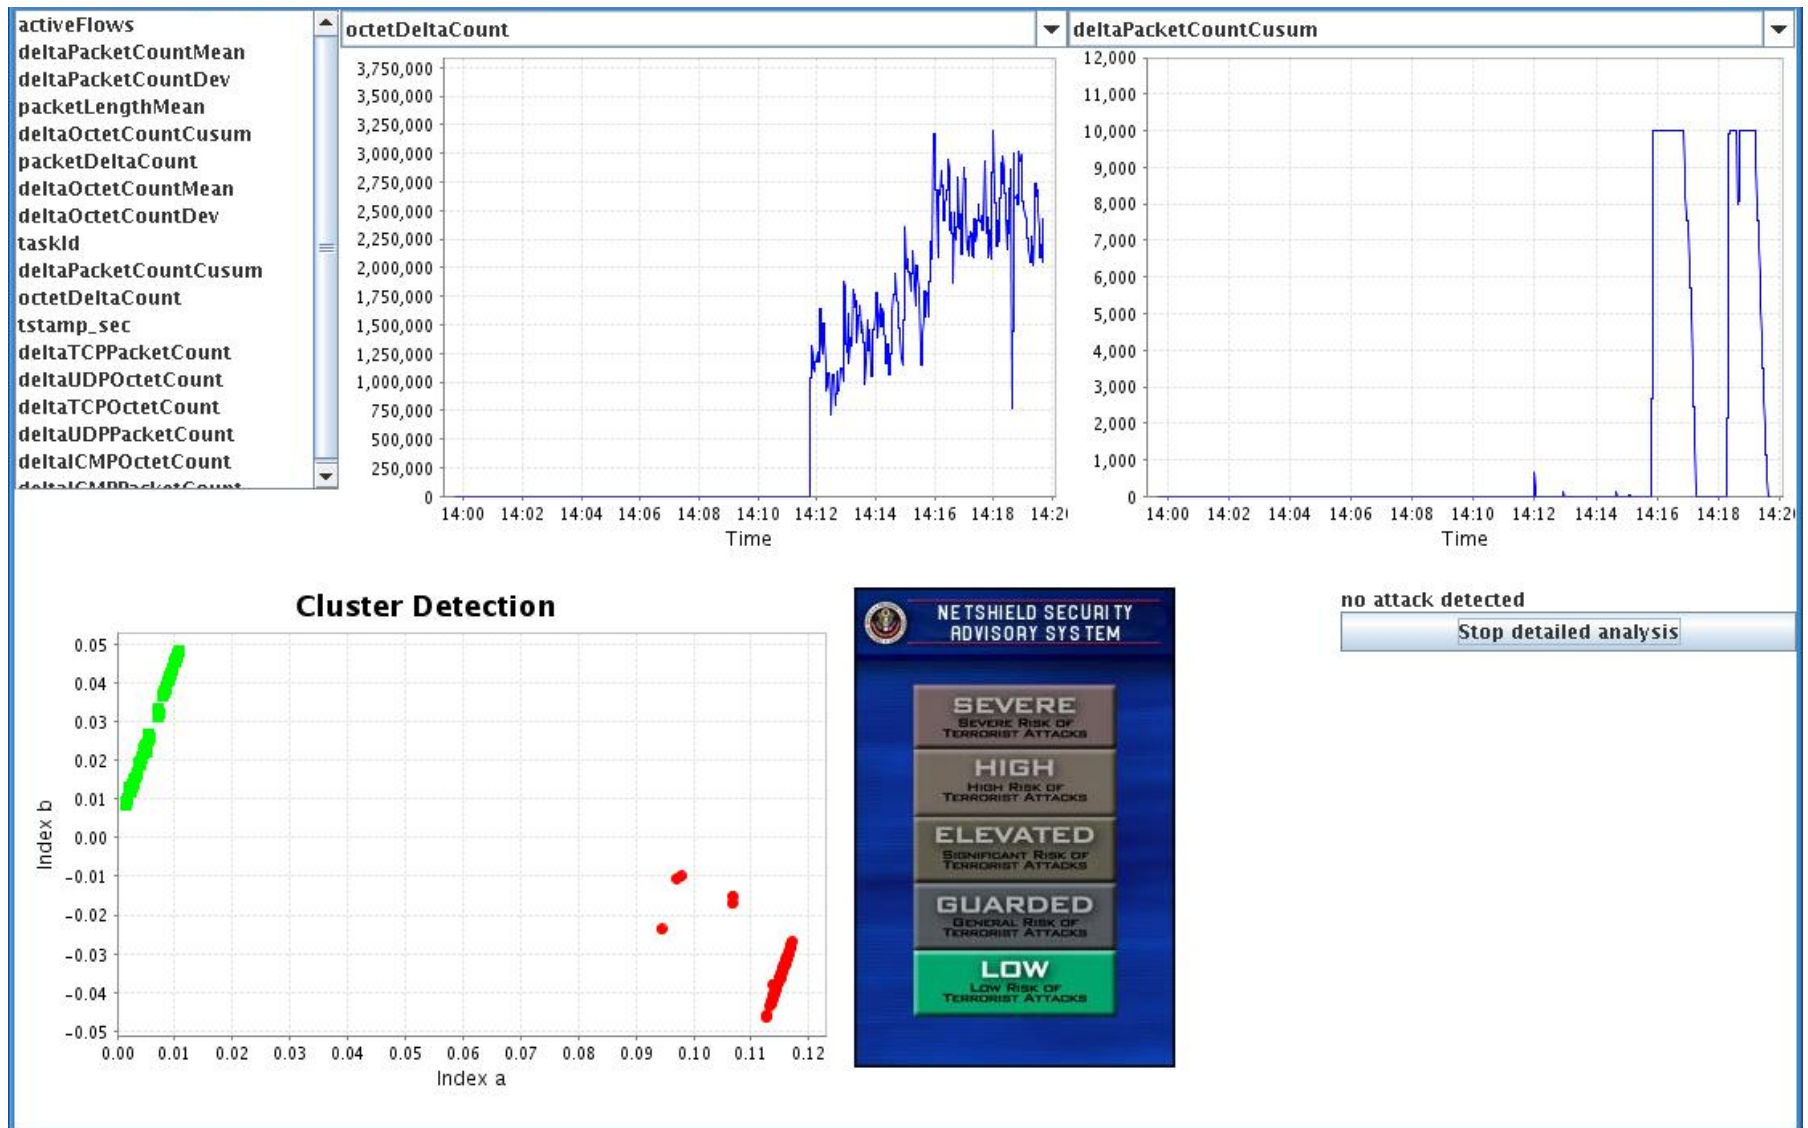 activeFlows
deltaPacketCountMean
deltaPacketCountDev
packetLengthMean
deltaOctetCountCusum
packetDeltaCount
deltaOctetCountMean
deltaOctetCountDev
taskId
deltaPacketCountCusum
octetDeltaCount
tstamp_sec
deltaTCPPacketCount
deltaUDPOctetCount
deltaTCPOctetCount
deltaUDPPacketCount
deltaICMPOctetCount
deltaICMPPacketCount
octetDeltaCount
3,750,000
3,500,000
3,250,000
3,000,000
2,750,000
2,500,000
2,250,000
2,000,000
1,750,000
1,500,000
1,250,000
1,000,000
750,000
500,000
250,000
0
14:00 14:02 14:04 14:06 14:08 14:10 14:12 14:14 14:16 14:18 14:20
Time
deltaPacketCountCusum
12,000
11,000
10,000
9,000
8,000
7,000
6,000
5,000
4,000
3,000
2,000
1,000
0
14:00 14:02 14:04 14:06 14:08 14:10 14:12 14:14 14:16 14:18 14:20
Time
Cluster Detection
0.05
0.04
0.03
0.02
0.01
0.00
-0.01
-0.02
-0.03
-0.04
-0.05
Index b
0.00 0.01 0.02 0.03 0.04 0.05 0.06 0.07 0.08 0.09 0.10 0.11 0.12
Index a
NETSHIELD SECURITY
ADVISORY SYSTEM
SEVERE
SEVERE RISK OF
TERRORIST ATTACKS
HIGH
HIGH RISK OF
TERRORIST ATTACKS
ELEVATED
SIGNIFICANT RISK OF
TERRORIST ATTACKS
GUARDED
GENERAL RISK OF
TERRORIST ATTACKS
LOW
LOW RISK OF
TERRORIST ATTACKS
no attack detected
Stop detailed analysis